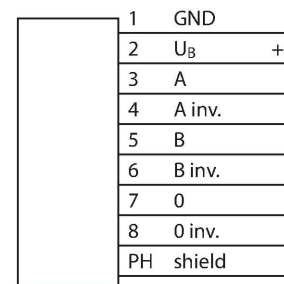 1 GND
2 U_B +
3 A
4 A inv.
5 B
6 B inv.
7 0
8 0 inv.
PH shield